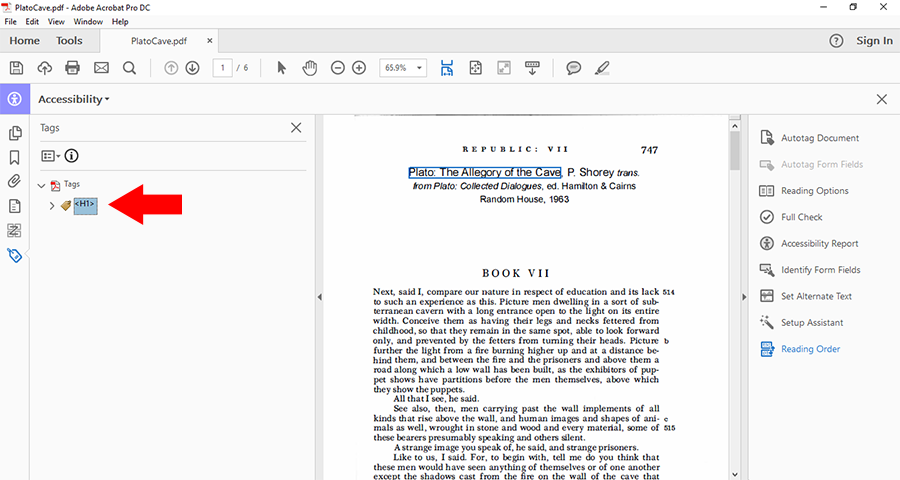 PlatoCave.pdf - Adobe Acrobat Pro DC
File Edit View Window Help
Home Tools PlatoCave.pdf × ? Sign In
1 / 6 65.9%
Accessibility
Tags
Tags
<H1>
REPUBLIC: VII 747
Plato: The Allegory of the Cave, P. Shorey trans.
from Plato: Collected Dialogues, ed. Hamilton & Cairns
Random House, 1963
BOOK VII
Next, said I, compare our nature in respect of education and its lack 514
to such an experience as this. Picture men dwelling in a sort of sub-
terranean cavern with a long entrance open to the light on its entire
width. Conceive them as having their legs and necks fettered from
childhood, so that they remain in the same spot, able to look forward
only, and prevented by the fetters from turning their heads. Picture b
further the light from a fire burning higher up and at a distance be-
hind them, and between the fire and the prisoners and above them a
road along which a low wall has been built, as the exhibitors of pup-
pet shows have partitions before the men themselves, above which
they show the puppets.
All that I see, he said.
See also, then, men carrying past the wall implements of all c
kinds that rise above the wall, and human images and shapes of ani-
mals as well, wrought in stone and wood and every material, some of 515
these bearers presumably speaking and others silent.
A strange image you speak of, he said, and strange prisoners.
Like to us, I said. For, to begin with, tell me do you think that
these men would have seen anything of themselves or of one another
except the shadows cast from the fire on the wall of the cave that
Autotag Document
Autotag Form Fields
Reading Options
Full Check
Accessibility Report
Identify Form Fields
Set Alternate Text
Setup Assistant
Reading Order